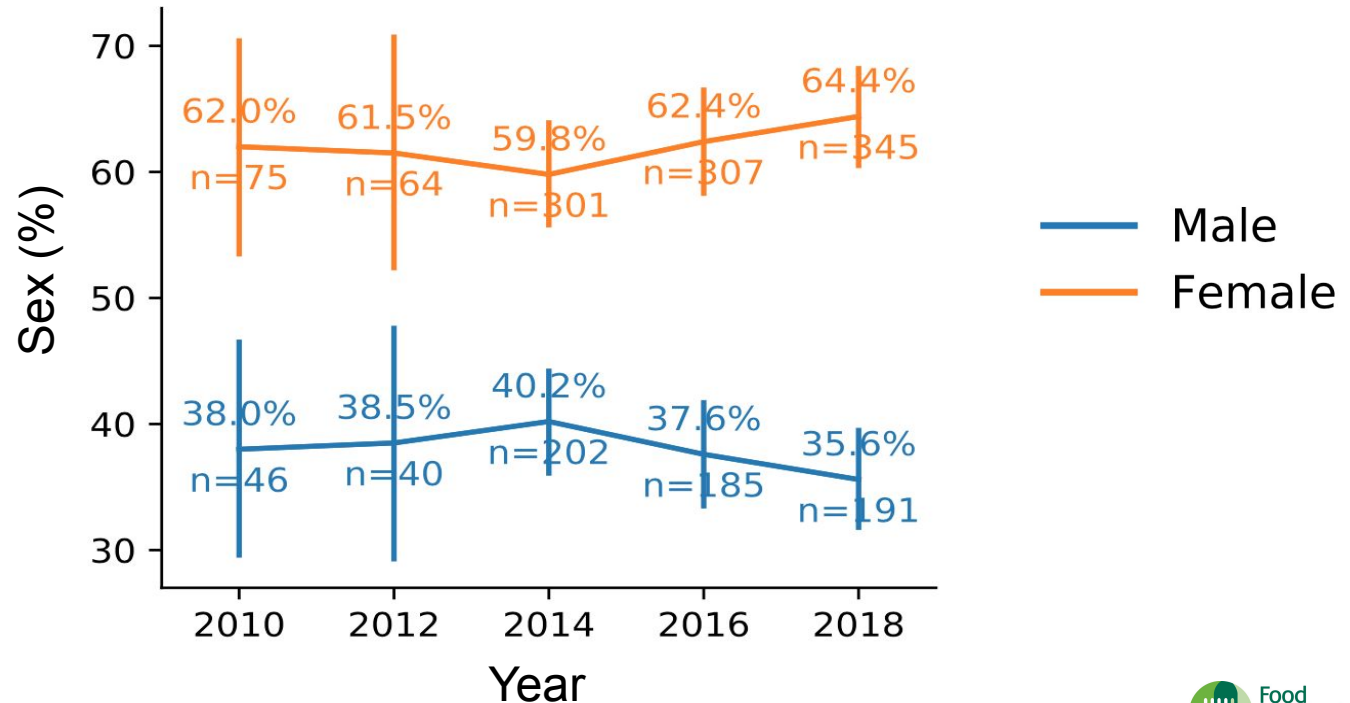 70
60
50
40
30
Sex (%)
62.0%
61.5%
59.8%
62.4%
64.4%
n=75
n=64
n=301
n=307
n=345
38.0%
38.5%
40.2%
37.6%
35.6%
n=46
n=40
n=202
n=185
n=191
2010 2012 2014 2016 2018
Year
Male
Female
Food